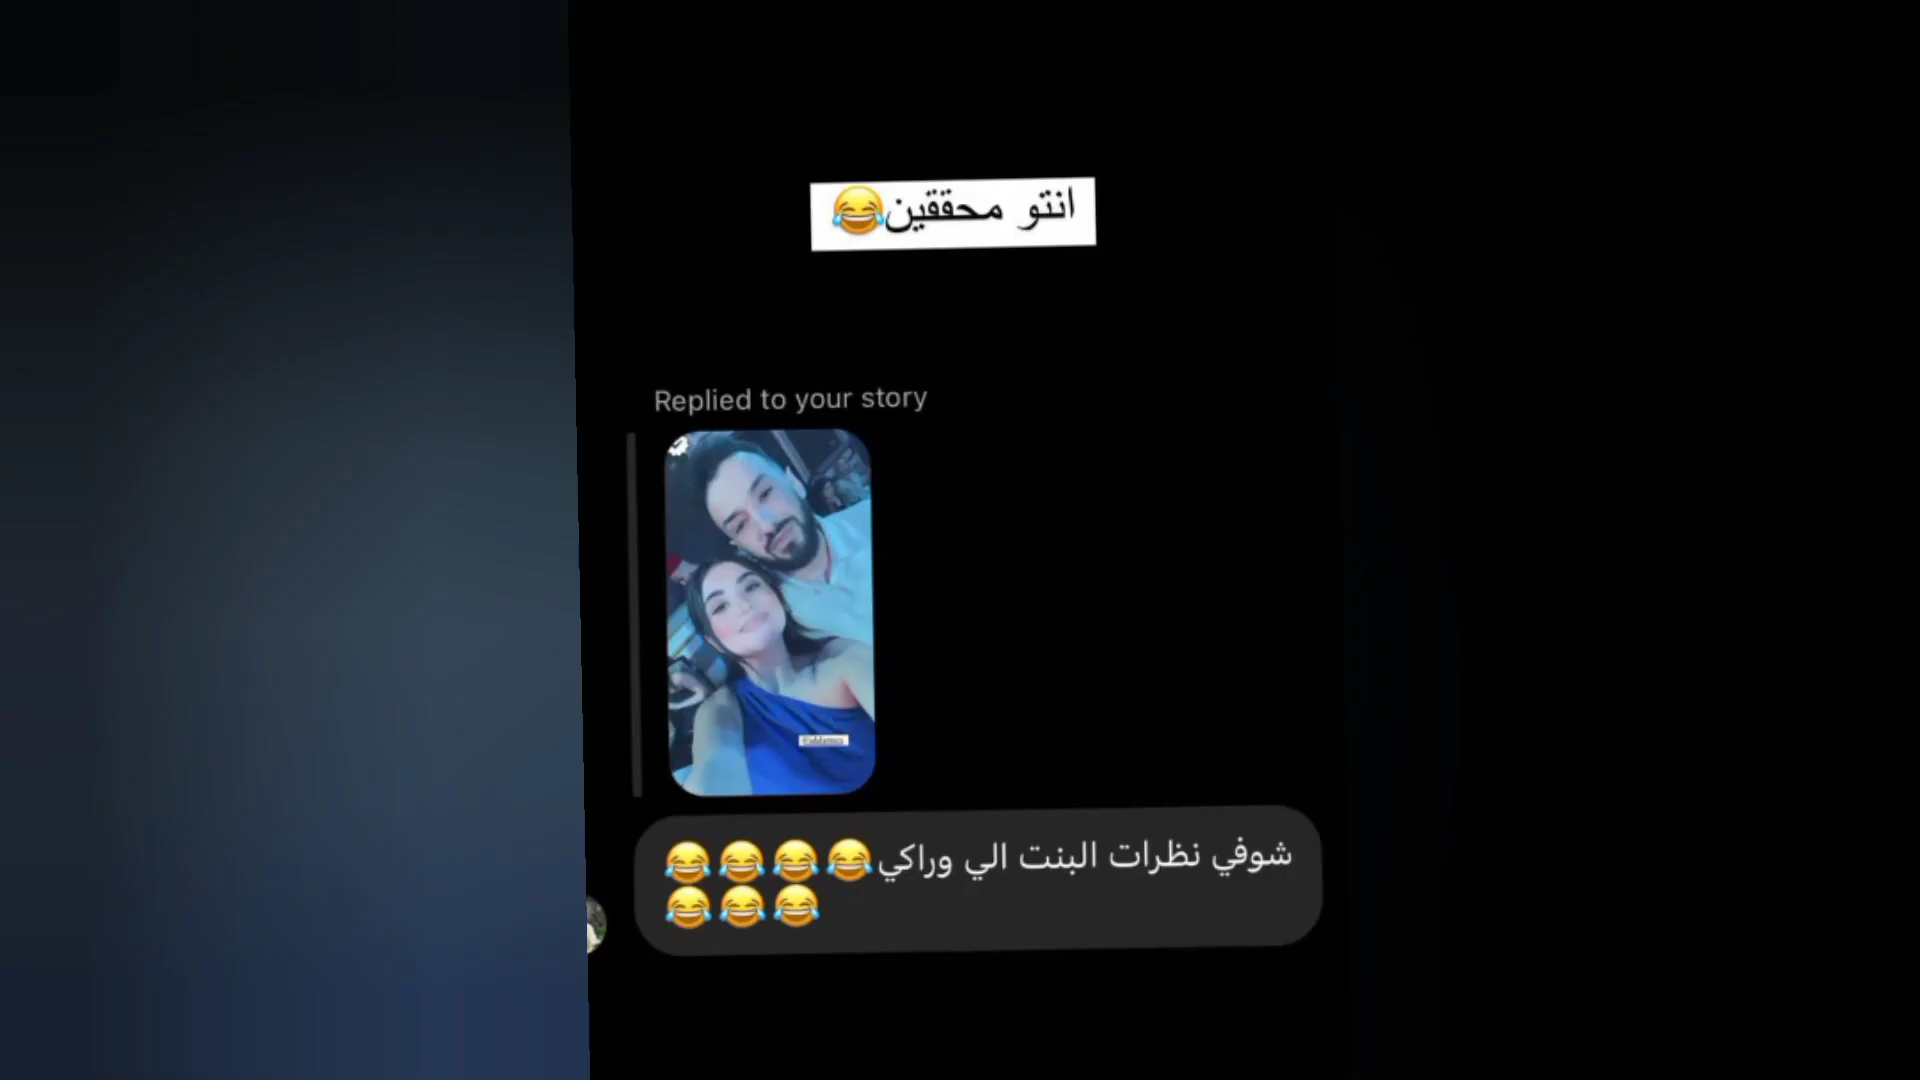 انتو محققين😂
Replied to your story
شوفي نظرات البنت الي وراكي😂😂😂😂
😂😂😂